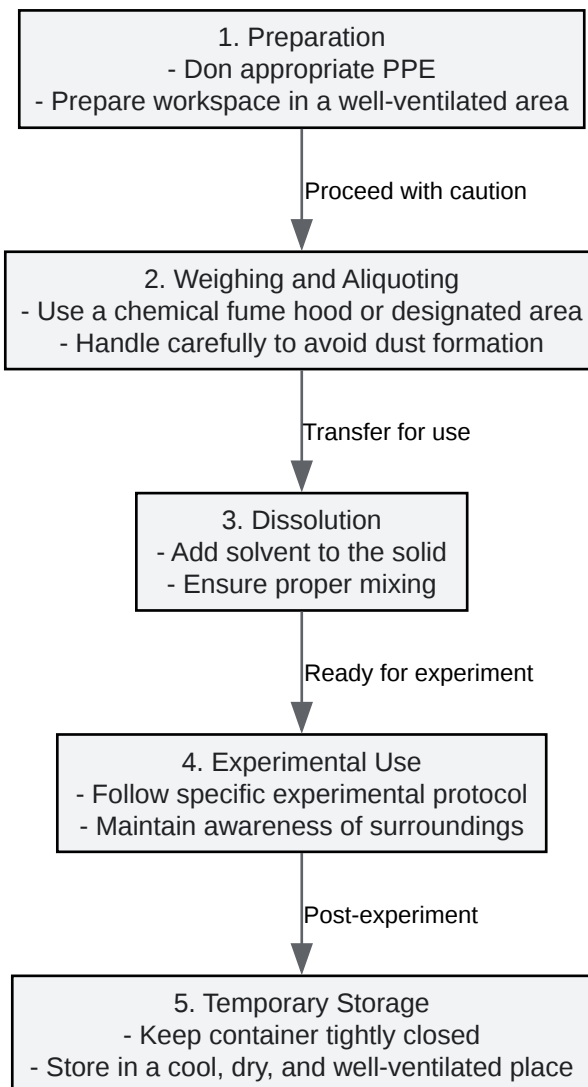 1. Preparation
- Don appropriate PPE
- Prepare workspace in a well-ventilated area
Proceed with caution
2. Weighing and Aliquoting
- Use a chemical fume hood or designated area
- Handle carefully to avoid dust formation
Transfer for use
3. Dissolution
- Add solvent to the solid
- Ensure proper mixing
Ready for experiment
4. Experimental Use
- Follow specific experimental protocol
- Maintain awareness of surroundings
Post-experiment
5. Temporary Storage
- Keep container tightly closed
- Store in a cool, dry, and well-ventilated place